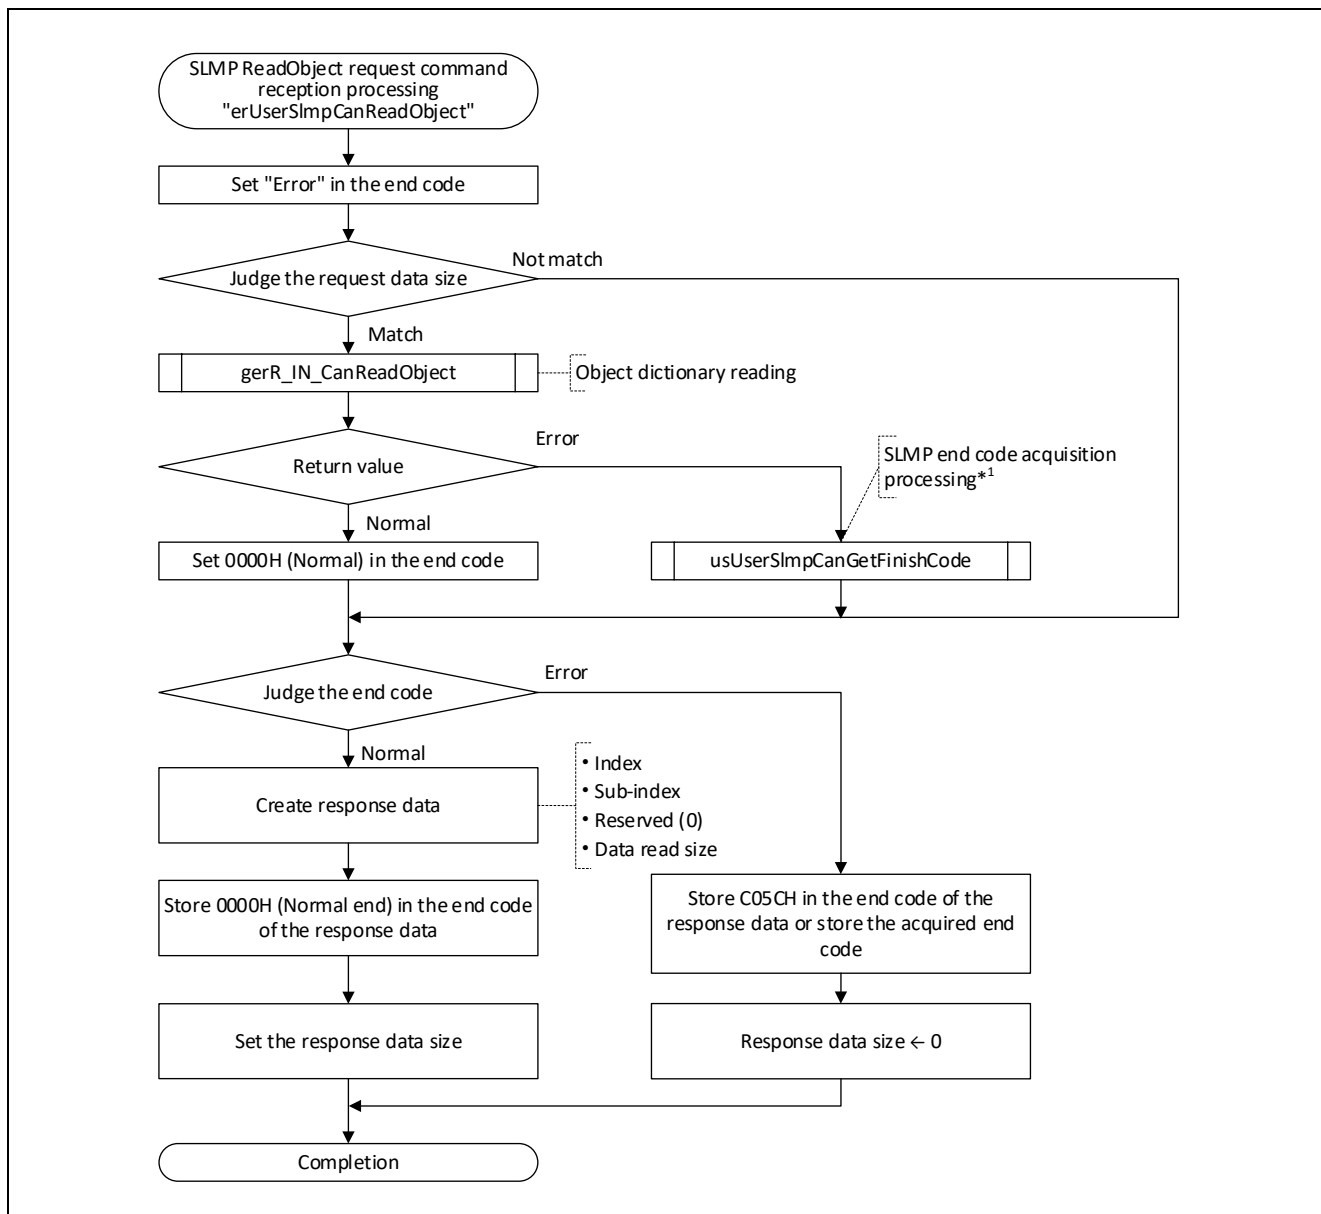 SLMP ReadObject request command
reception processing
"erUserSlmpCanReadObject"
Set "Error" in the end code
Judge the request data size
Not match
Match
gerR_IN_CanReadObject
Object dictionary reading
Return value
Error
SLMP end code acquisition
processing*1
Normal
Set 0000H (Normal) in the end code
usUserSlmpCanGetFinishCode
Judge the end code
Error
Normal
Create response data
• Index
• Sub-index
• Reserved (0)
• Data read size
Store 0000H (Normal end) in the end code
of the response data
Store C05CH in the end code of the
response data or store the acquired end
code
Set the response data size
Response data size ← 0
Completion